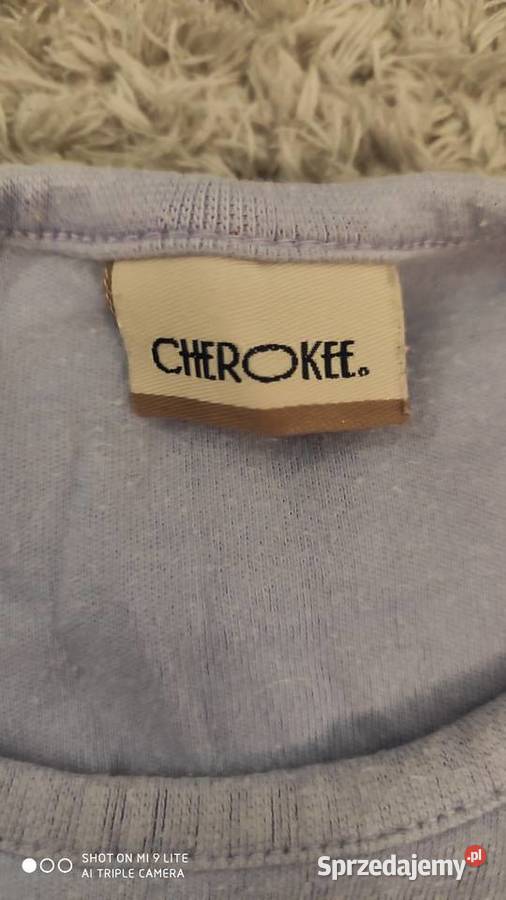 CHEROKEE
SHOT ON MI 9 LITE
AI TRIPLE CAMERA
Sprzedajemy.pl